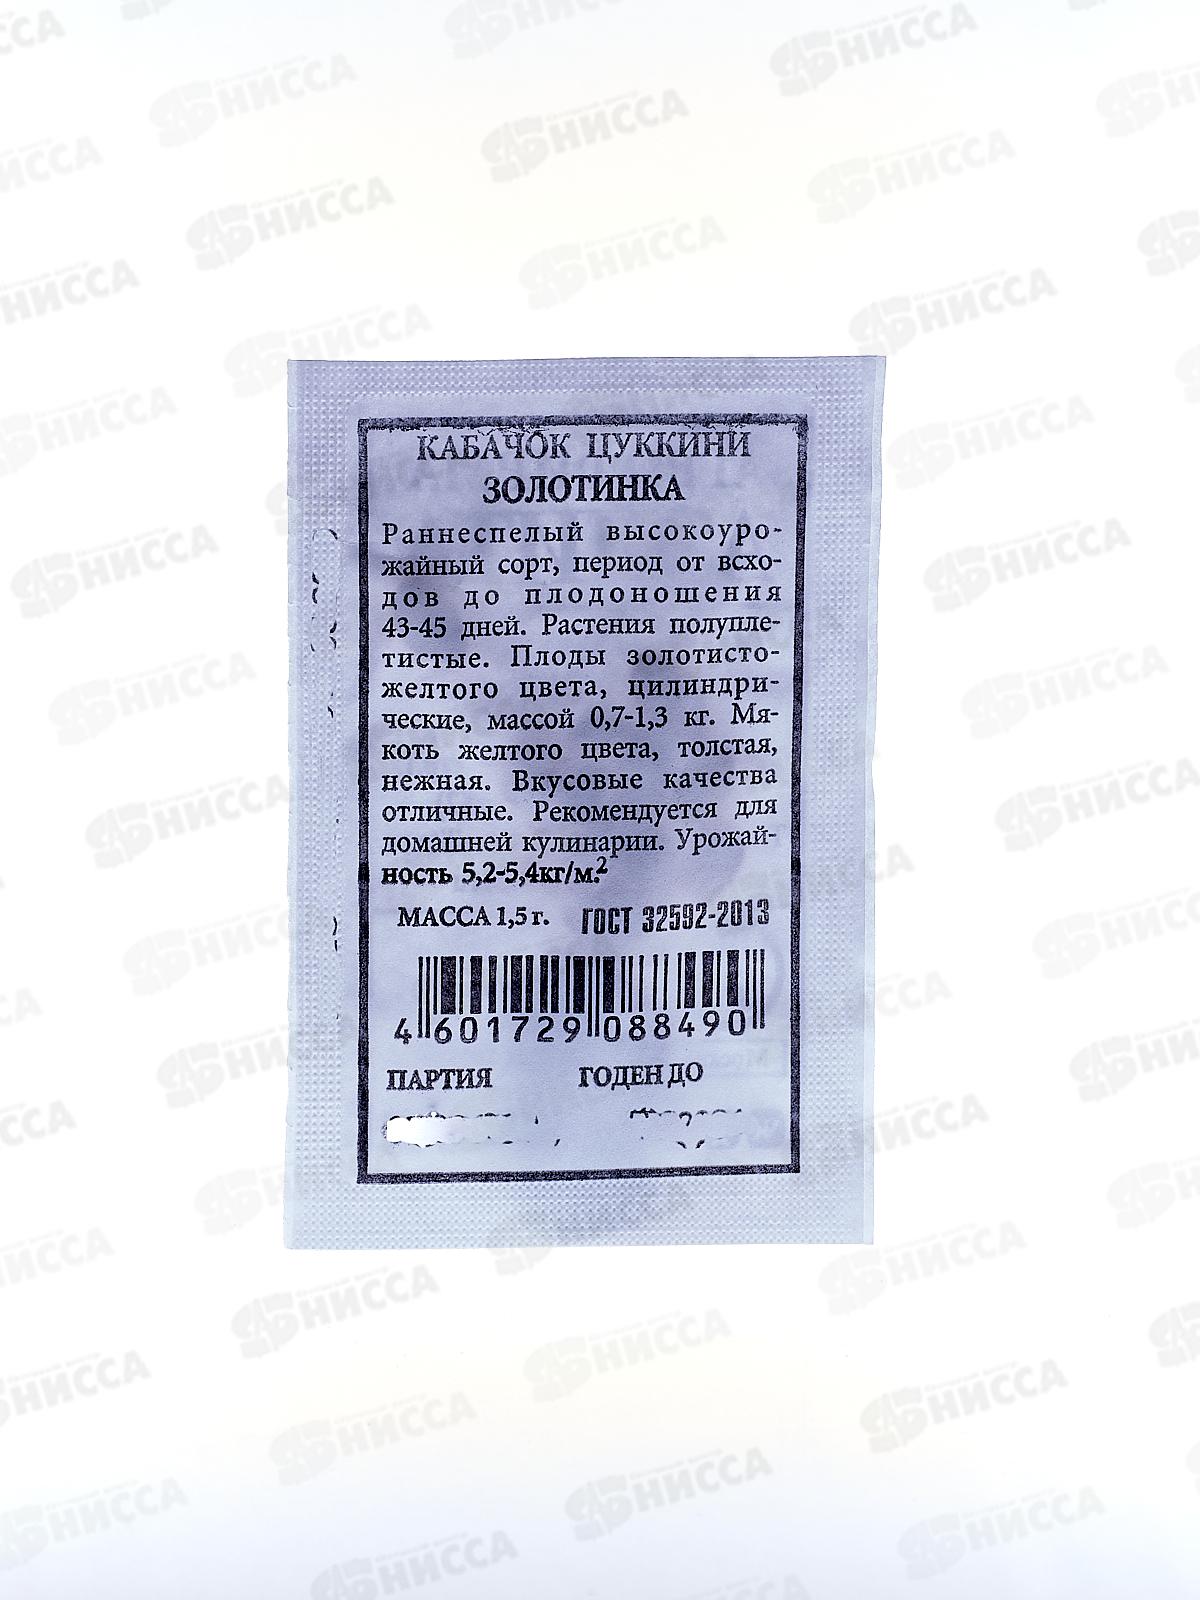 КАБАЧОК ЦУККИНИ
ЗОЛОТИНКА
Раннеспелый высокоуро-
жайный сорт, период от всхо-
дов до плодоношения
43-45 дней. Растения полупле-
тистые. Плоды золотисто-
желтого цвета, цилиндри-
ческие, массой 0,7-1,3 кг. Мя-
коть желтого цвета, толстая,
нежная. Вкусовые качества
отличные. Рекомендуется для
домашней кулинарии. Урожай-
ность 5,2-5,4кг/м.²
МАССА 1,5 г. ГОСТ 32592-2013
4 601729 088490
ПАРТИЯ ГОДЕН ДО